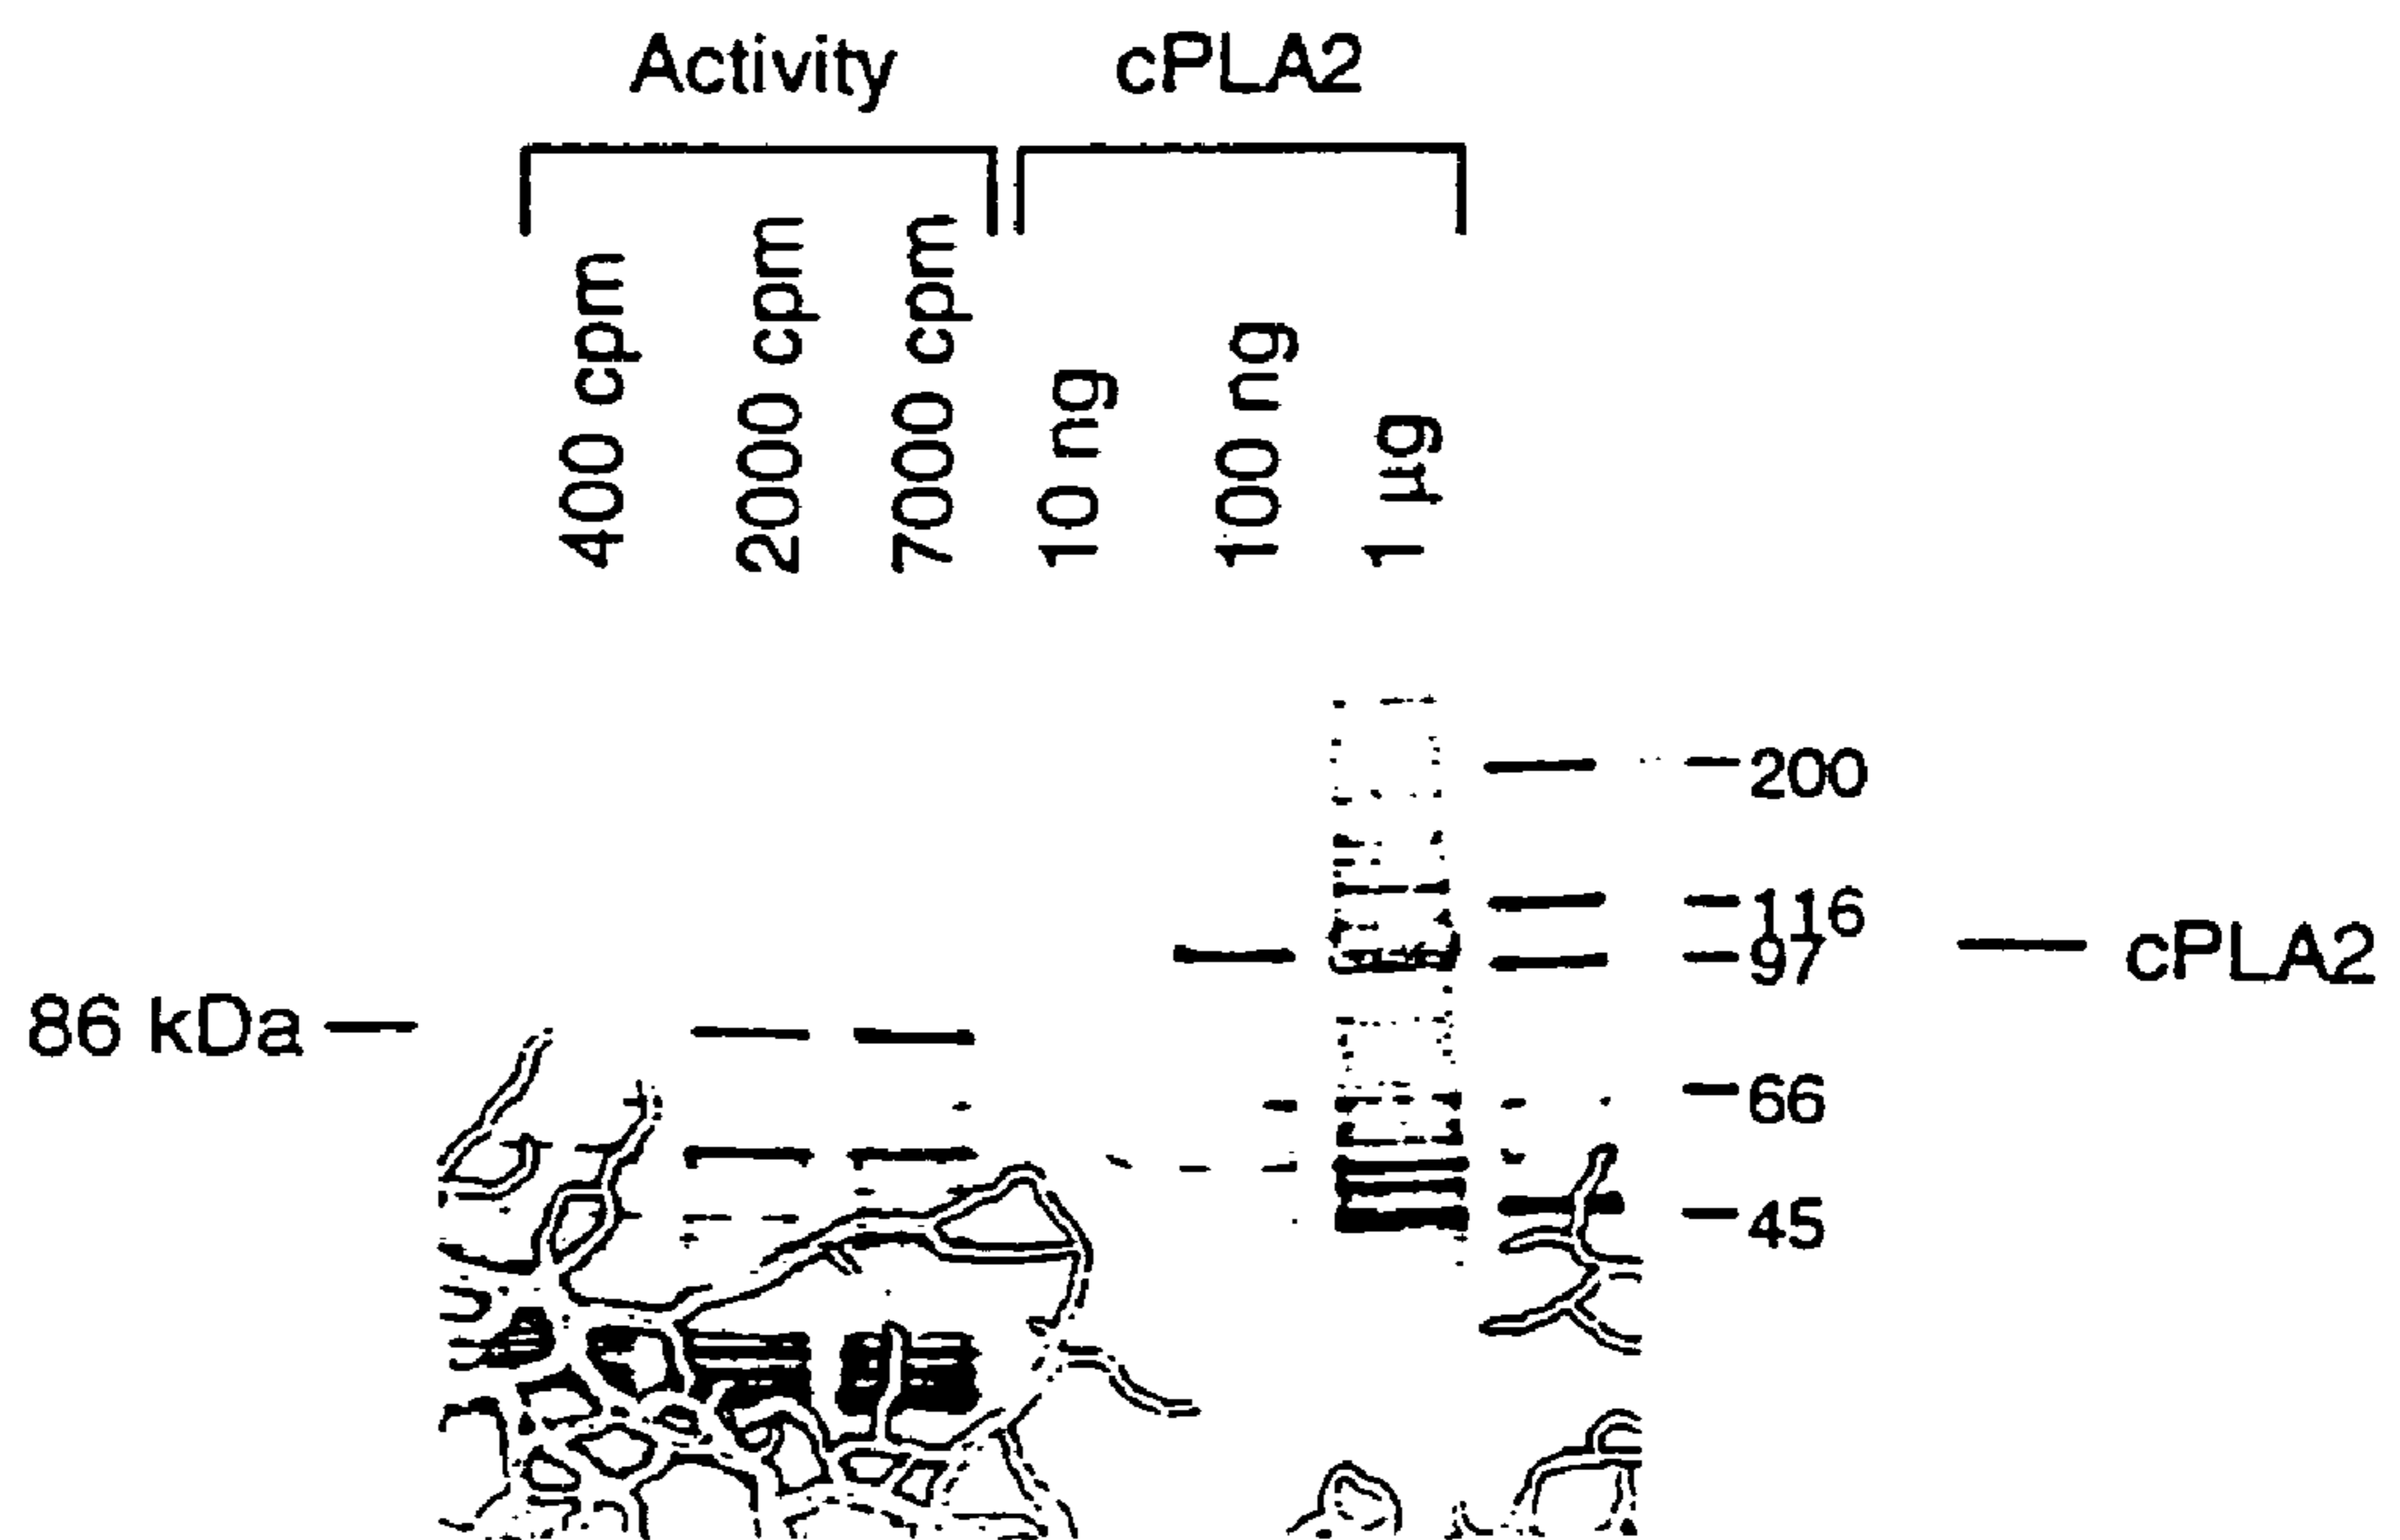 Activity
cPLA2
400 cpm
2000 cpm
7000 cpm
10 ng
100 ng
1 µg
200
116
97
cPLA2
86 kDa
66
45